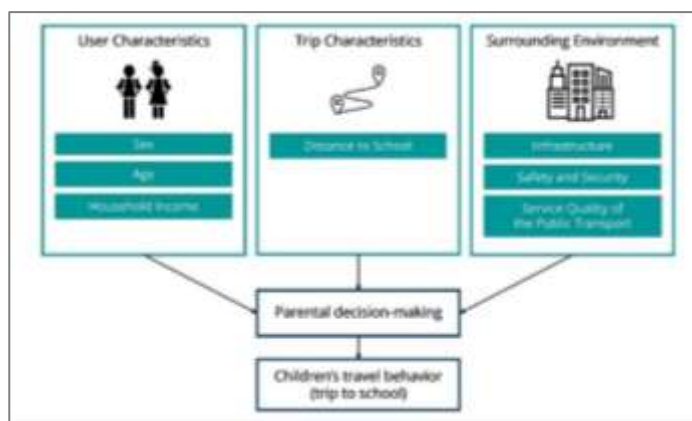 User Characteristics
Sex
Age
Household Income
Trip Characteristics
Distance to School
Surrounding Environment
Infrastructure
Safety and Security
Service Quality of
the Public Transport
Parental decision-making
Children's travel behavior
(trip to school)